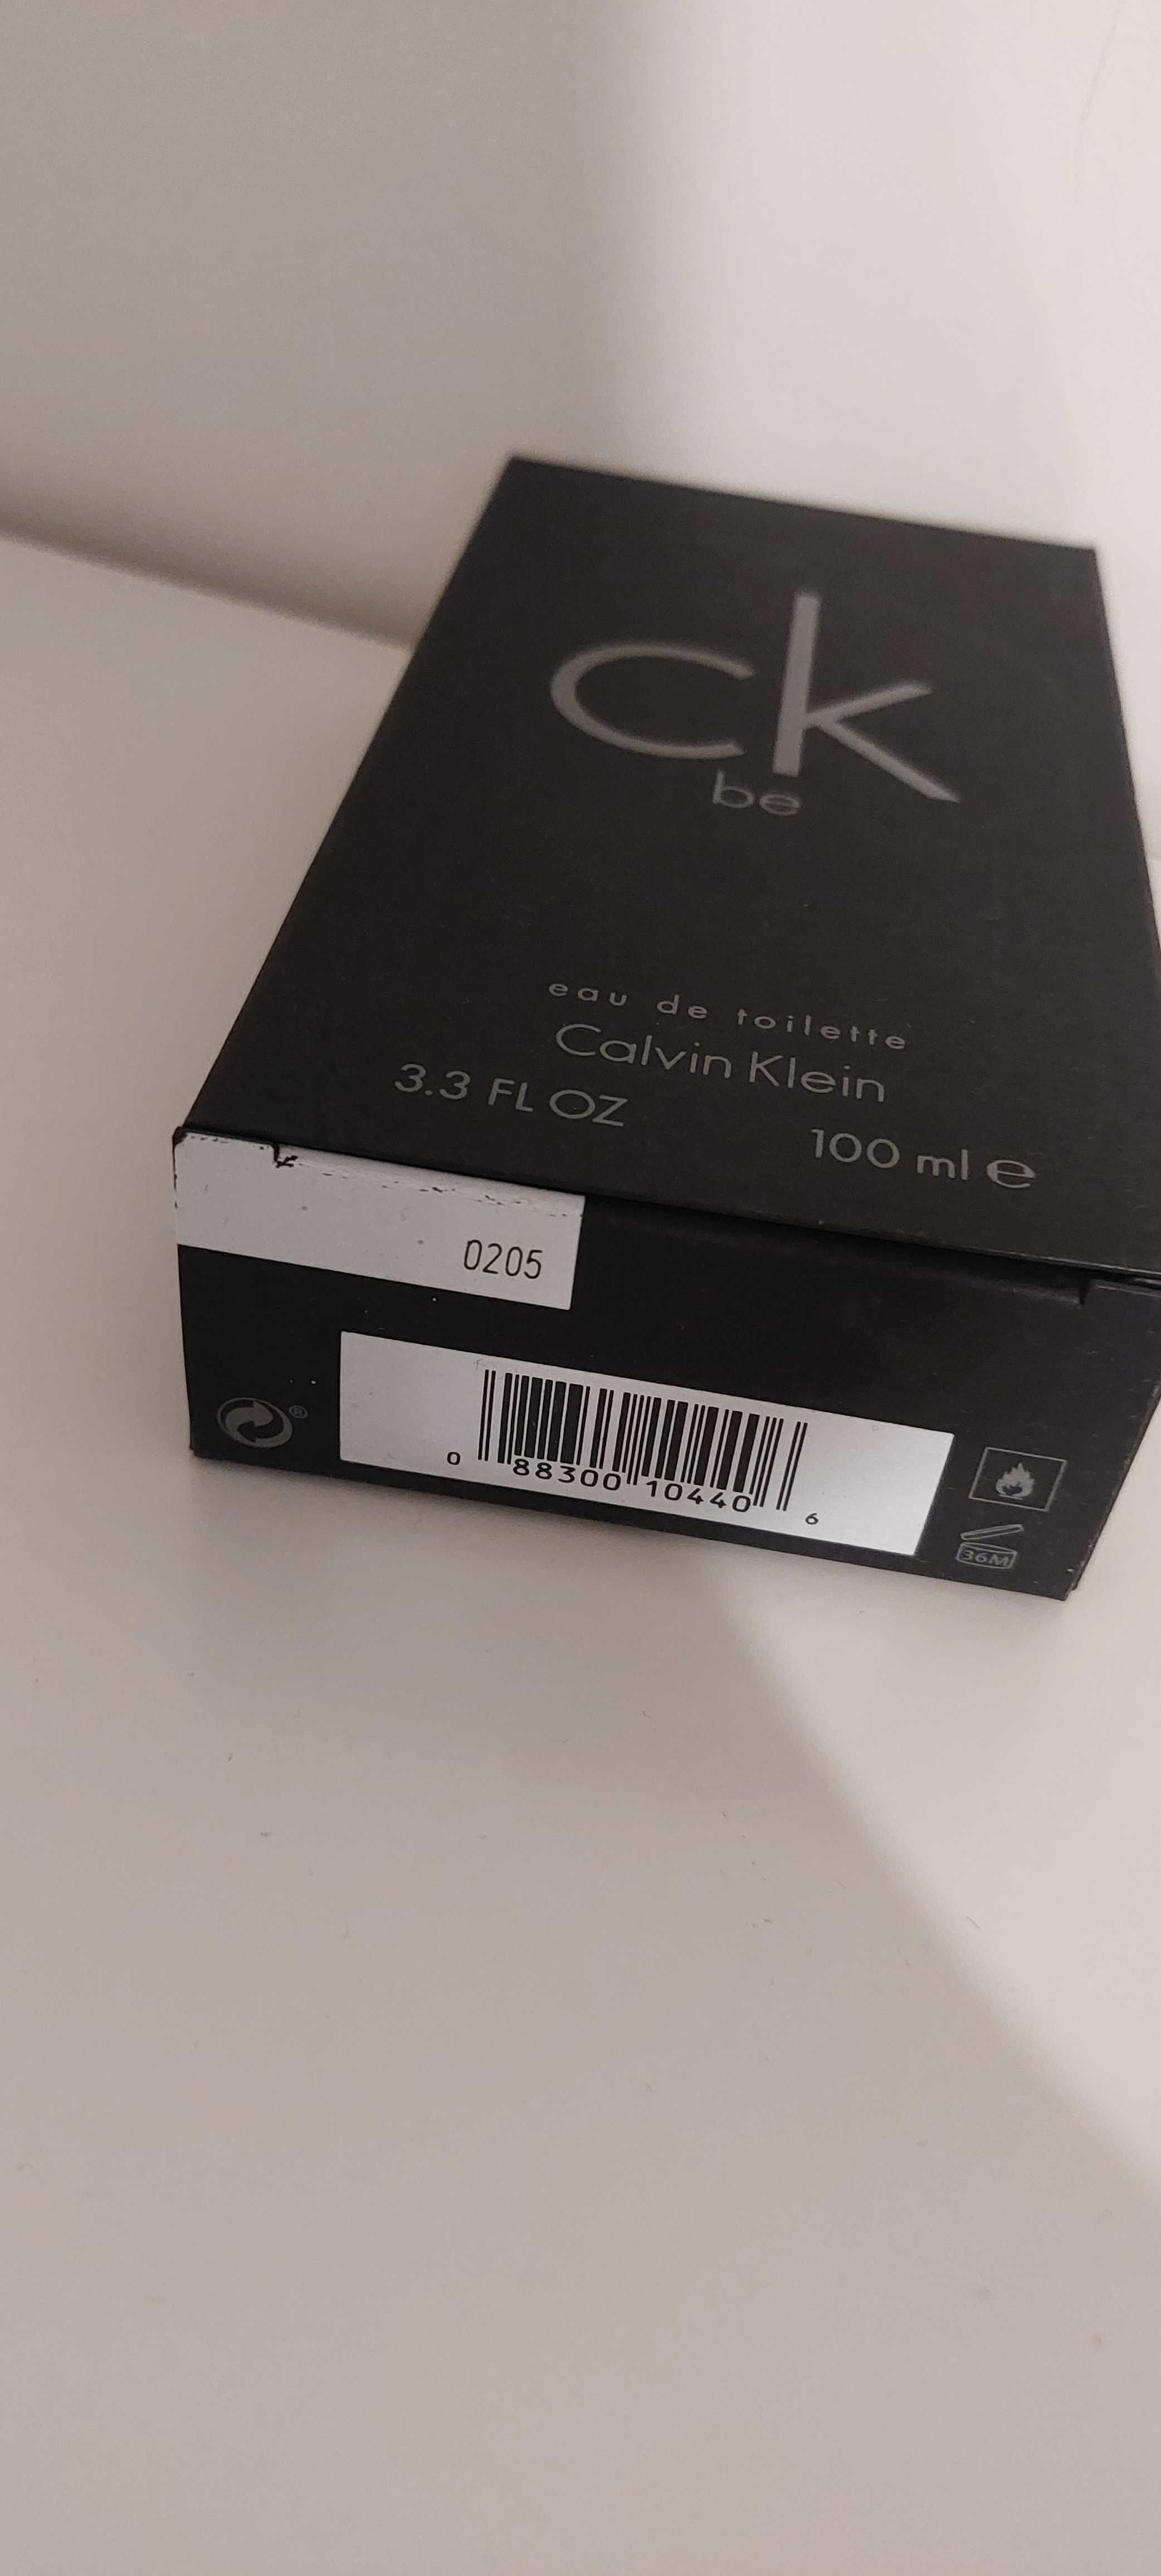 ck
be
eau de toilette
Calvin Klein
3.3 FL OZ 100 ml e
0205
®
0 88300 10440 6
36M